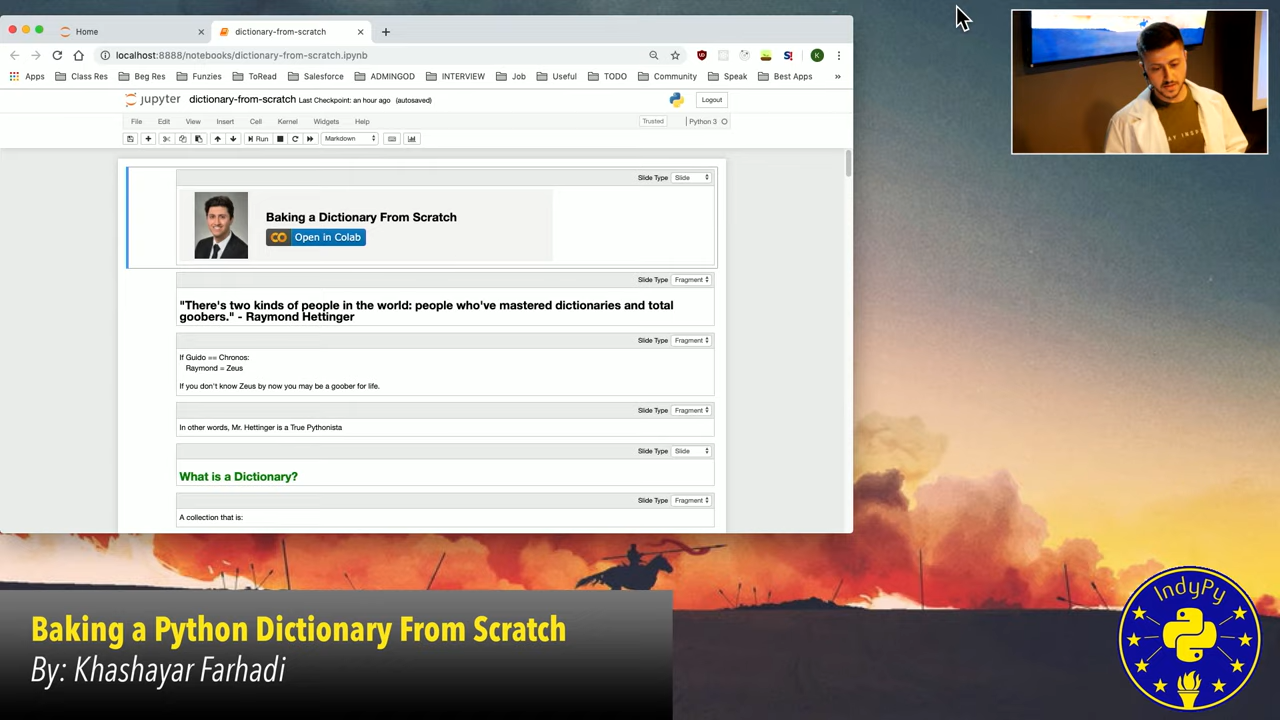 Home
dictionary-from-scratch
localhost:8888/notebooks/dictionary-from-scratch.ipynb
K
Apps Class Res Beg Res Funzies ToRead Salesforce ADMINGOD INTERVIEW Job Useful TODO Community Speak Best Apps »
jupyter dictionary-from-scratch Last Checkpoint: an hour ago (autosaved)
Logout
File Edit View Insert Cell Kernel Widgets Help
Trusted Python 3
Run Markdown
Slide Type Slide
Baking a Dictionary From Scratch
Open in Colab
Slide Type Fragment
"There's two kinds of people in the world: people who've mastered dictionaries and total
goobers." - Raymond Hettinger
Slide Type Fragment
If Guido == Chronos:
Raymond = Zeus
If you don't know Zeus by now you may be a goober for life.
Slide Type Fragment
In other words, Mr. Hettinger is a True Pythonista
Slide Type Slide
What is a Dictionary?
Slide Type Fragment
A collection that is:
Baking a Python Dictionary From Scratch
By: Khashayar Farhadi
IndyPy